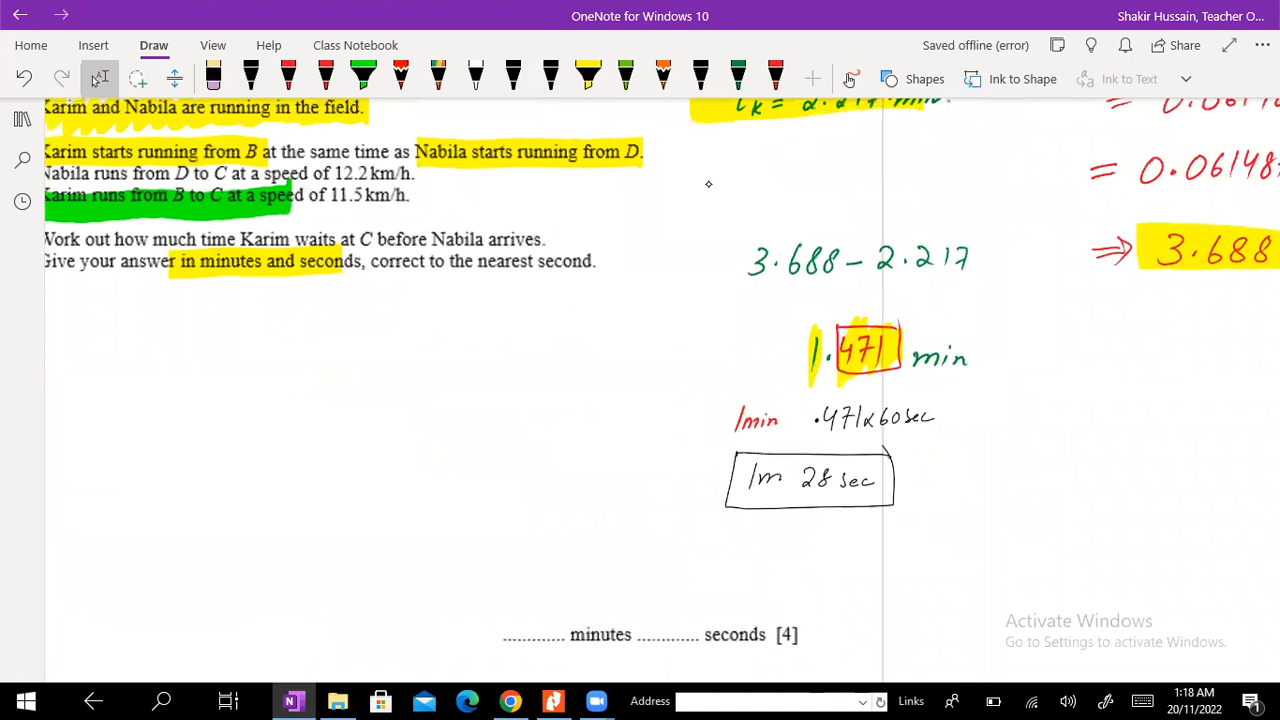 OneNote for Windows 10
Shakir Hussain, Teacher O...
Home Insert Draw View Help Class Notebook
Saved offline (error) Share
Shapes Ink to Shape Ink to Text
Karim and Nabila are running in the field.
Karim starts running from B at the same time as Nabila starts running from D.
Nabila runs from D to C at a speed of 12.2 km/h.
Karim runs from B to C at a speed of 11.5 km/h.
Work out how much time Karim waits at C before Nabila arrives.
Give your answer in minutes and seconds, correct to the nearest second.
............. minutes ............. seconds [4]
= 2.217 min.
3.688 - 2.217
1.471 min
1min .471x60sec
1m 28 sec
= 0.06148
⇒ 3.688
Activate Windows
Go to Settings to activate Windows.
Address
Links
1:18 AM
20/11/2022